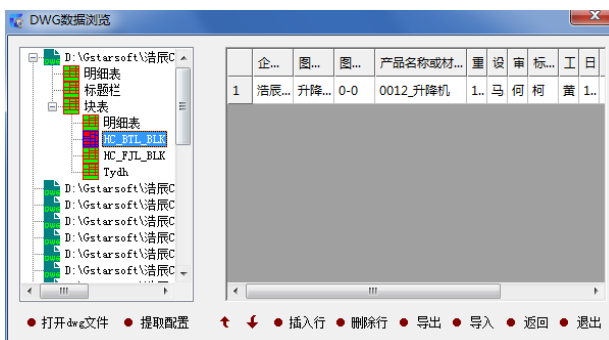 DWG数据浏览
D:\Gstarsoft\浩辰C
明细表
标题栏
块表
明细表
HC_BTL_BLK
HC_FJL_BLK
Tydh
D:\Gstarsoft\浩辰C
D:\Gstarsoft\浩辰C
D:\Gstarsoft\浩辰C
D:\Gstarsoft\浩辰C
D:\Gstarsoft\浩辰C
D:\Gstarsoft\浩辰C
企... 图... 图... 产品名称或材... 重 设 审 标... 工 日
1 浩辰... 升降... 0-0 0012_升降机 1.. 马 何 柯 黄 1..
打开dwg文件 提取配置 插入行 删除行 导出 导入 返回 退出